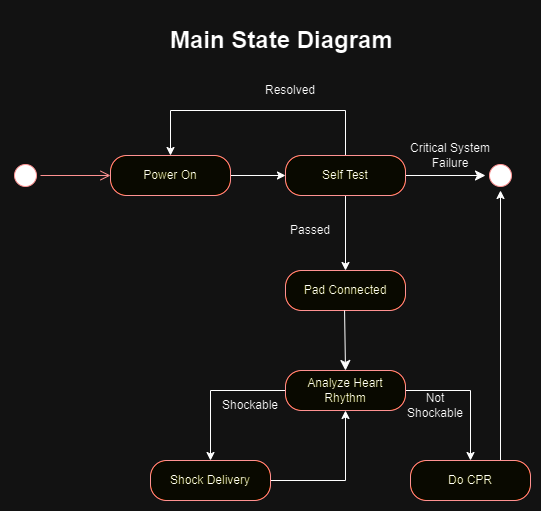 Main State Diagram
Resolved
Critical System
Failure
Power On
Self Test
Passed
Pad Connected
Analyze Heart
Rhythm
Shockable
Not
Shockable
Shock Delivery
Do CPR